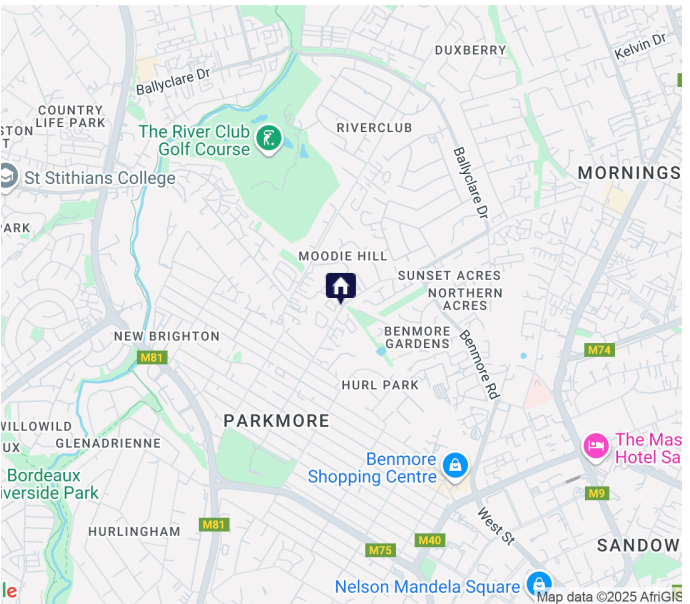 DUXBERRY
Kelvin Dr
Ballyclare Dr
COUNTRY
LIFE PARK
STON
T
The River Club
Golf Course
RIVERCLUB
St Stithians College
Ballyclare Dr
MORNINGS
PARK
MOODIE HILL
SUNSET ACRES
NORTHERN
ACRES
NEW BRIGHTON
BENMORE
GARDENS
M81
Benmore Rd
M74
HURL PARK
PARKMORE
WILLOWILD
UX
GLENADRIENNE
The Mas
Hotel Sa
Benmore
Shopping Centre
Bordeaux
iverside Park
M9
HURLINGHAM
M81
West St
M40
M75
SANDOW
Nelson Mandela Square
le
Map data ©2025 AfriGIS